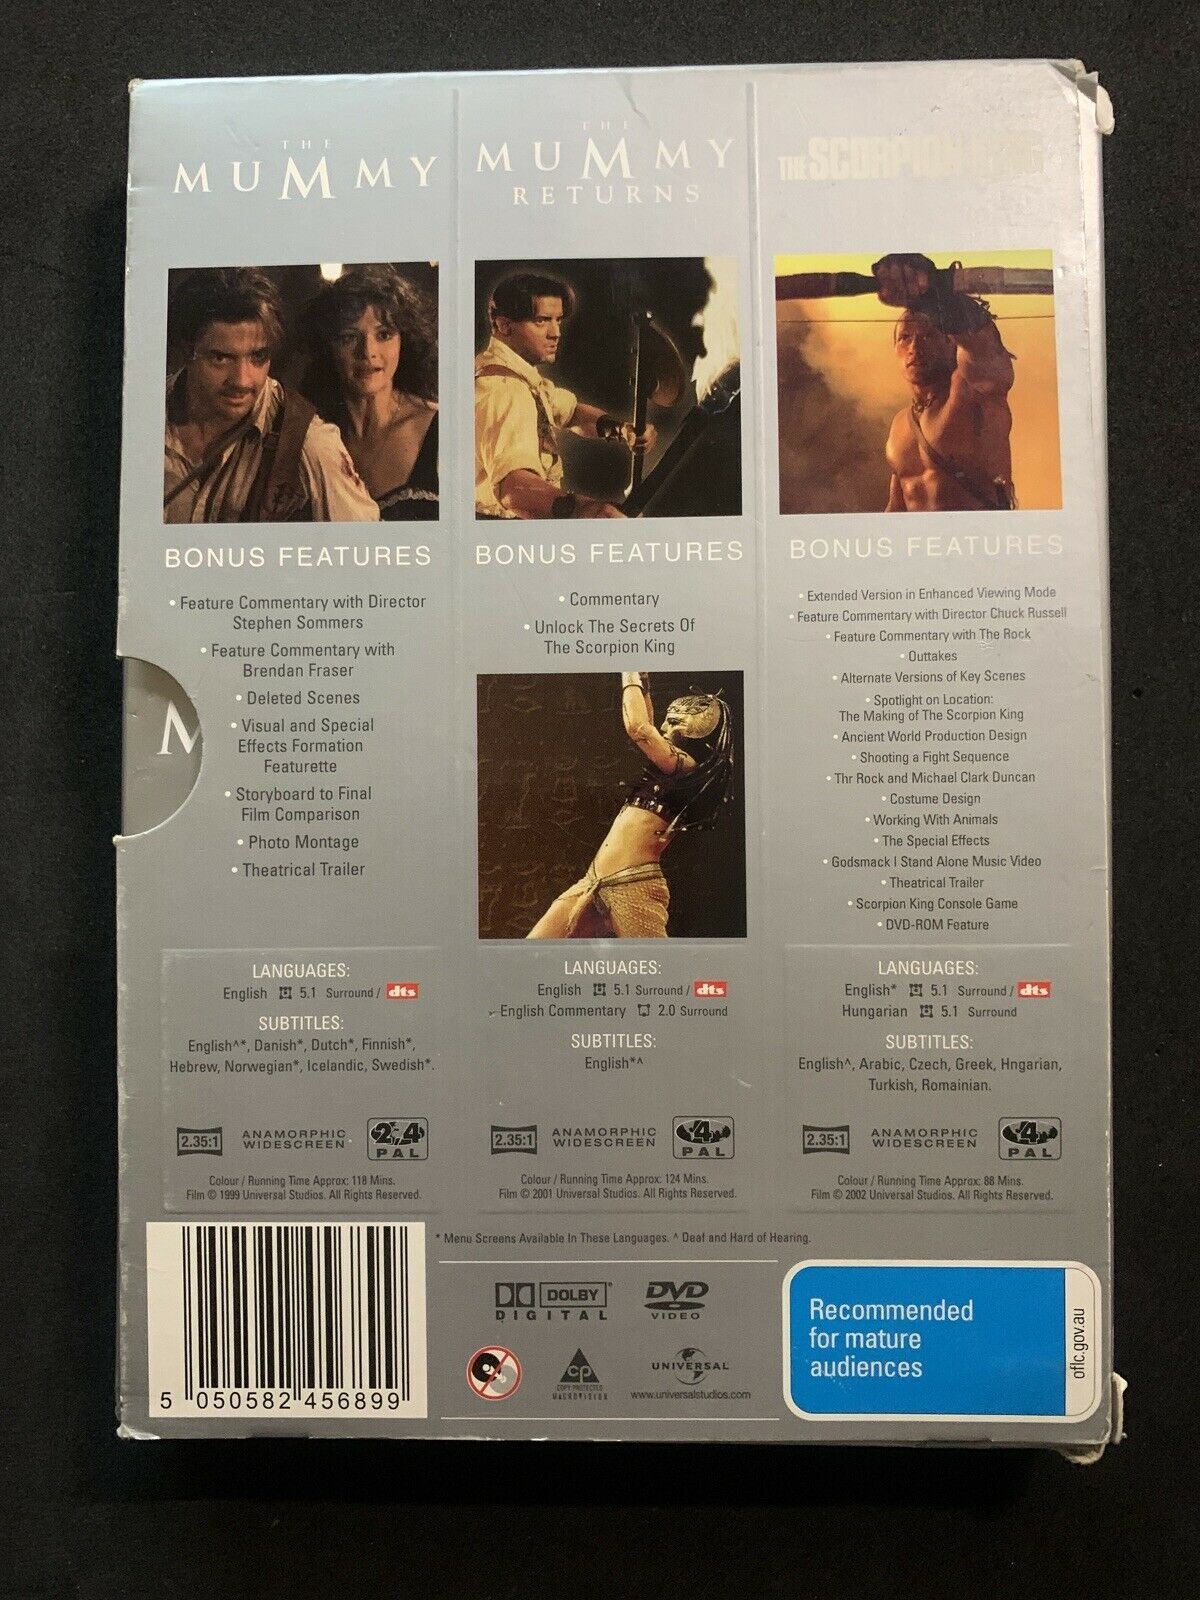 THE
MUMMY
BONUS FEATURES
• Feature Commentary with Director
Stephen Sommers
• Feature Commentary with
Brendan Fraser
• Deleted Scenes
• Visual and Special
Effects Formation
Featurette
• Storyboard to Final
Film Comparison
• Photo Montage
• Theatrical Trailer
LANGUAGES:
English 5.1 Surround / dts
SUBTITLES:
English^*, Danish*, Dutch*, Finnish*,
Hebrew, Norwegian*, Icelandic, Swedish*.
2.35:1 ANAMORPHIC
WIDESCREEN
2 4
PAL
Colour / Running Time Approx: 118 Mins.
Film © 1999 Universal Studios. All Rights Reserved.
THE
MUMMY
RETURNS
BONUS FEATURES
• Commentary
• Unlock The Secrets Of
The Scorpion King
LANGUAGES:
English 5.1 Surround / dts
English Commentary 2.0 Surround
SUBTITLES:
English*^
2.35:1 ANAMORPHIC
WIDESCREEN
4
PAL
Colour / Running Time Approx: 124 Mins.
Film © 2001 Universal Studios. All Rights Reserved.
THE SCORPION KING
BONUS FEATURES
• Extended Version in Enhanced Viewing Mode
• Feature Commentary with Director Chuck Russell
• Feature Commentary with The Rock
• Outtakes
• Alternate Versions of Key Scenes
• Spotlight on Location:
The Making of The Scorpion King
• Ancient World Production Design
• Shooting a Fight Sequence
• Thr Rock and Michael Clark Duncan
• Costume Design
• Working With Animals
• The Special Effects
• Godsmack I Stand Alone Music Video
• Theatrical Trailer
• Scorpion King Console Game
• DVD-ROM Feature
LANGUAGES:
English* 5.1 Surround / dts
Hungarian 5.1 Surround
SUBTITLES:
English^, Arabic, Czech, Greek, Hngarian,
Turkish, Romainian.
2.35:1 ANAMORPHIC
WIDESCREEN
4
PAL
Colour / Running Time Approx: 88 Mins.
Film © 2002 Universal Studios. All Rights Reserved.
M
* Menu Screens Available In These Languages. ^ Deaf and Hard of Hearing.
5 050582 456899
DOLBY
DIGITAL
DVD
VIDEO
cp
COPY PROTECTED
MACROVISION
UNIVERSAL
www.universalstudios.com
Recommended
for mature
audiences
oflc.gov.au